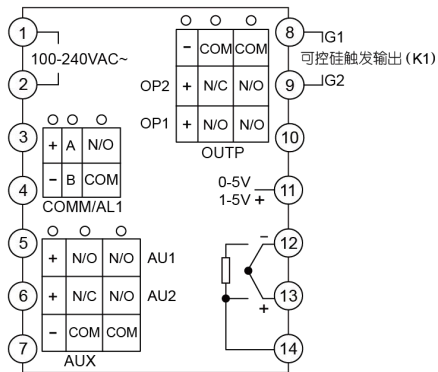 1
100-240VAC~
2
3
+ A N/O
- B COM
4
COMM/AL1
5
+ N/O N/O AU1
6
+ N/C N/O AU2
- COM COM
7
AUX
- COM COM
OP2 + N/C N/O
OP1 + N/O N/O
OUTP
8
G1
可控硅触发输出(K1)
9
G2
10
0-5V
1-5V +
11
12
-
13
+
14